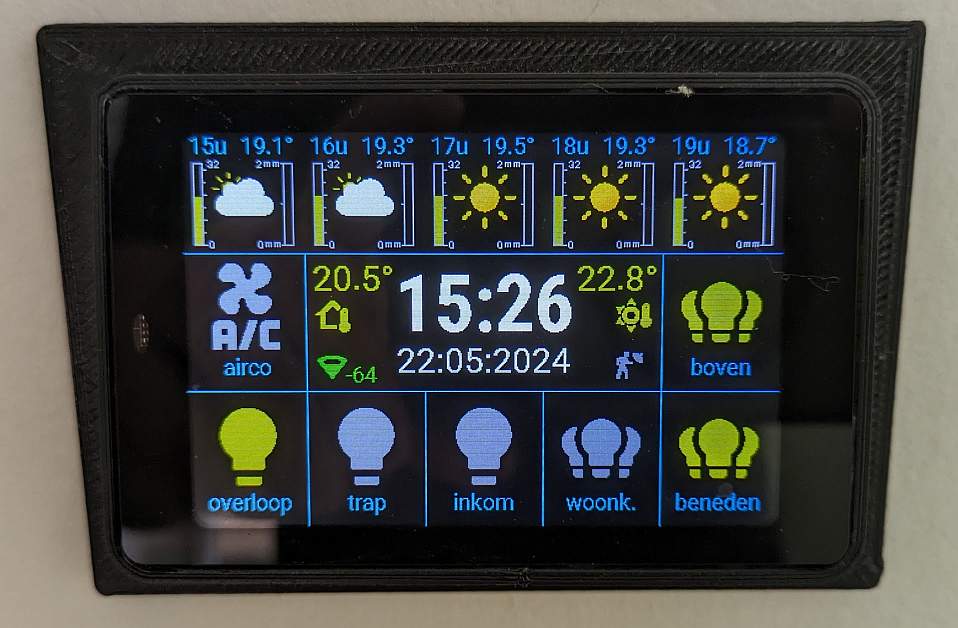 15u 19.1° 16u 19.3° 17u 19.5° 18u 19.3° 19u 18.7°
32 2mm 32 2mm 32 2mm 32 2mm 32 2mm
0 0mm 0 0mm 0 0mm 0 0mm 0 0mm
20.5° 15:26 22.8°
A/C
airco -64 22:05:2024 boven
overloop trap inkom woonk. beneden